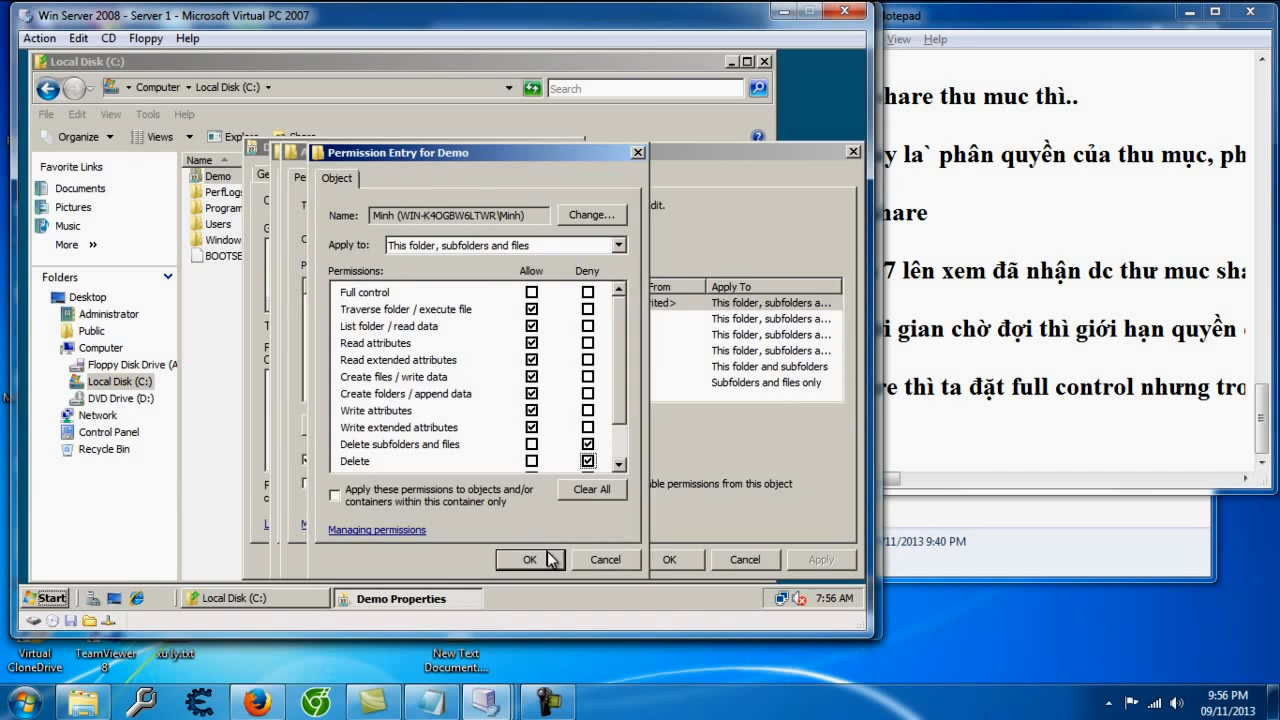 Win Server 2008 - Server 1 - Microsoft Virtual PC 2007
Action Edit CD Floppy Help
Local Disk (C:)
Computer Local Disk (C:)
Search
File Edit View Tools Help
Organize Views Share
Favorite Links
Documents
Pictures
Music
More »
Folders
Desktop
Administrator
Public
Computer
Floppy Disk Drive (A
Local Disk (C:)
DVD Drive (D:)
Network
Control Panel
Recycle Bin
Name
Demo
PerfLogs
Program
Users
Window
BOOTSE
Permission Entry for Demo
Object
Name: Minh (WIN-K4OGBW6LTWR\Minh) Change...
Apply to: This folder, subfolders and files
Permissions: Allow Deny
Full control
Traverse folder / execute file
List folder / read data
Read attributes
Read extended attributes
Create files / write data
Create folders / append data
Write attributes
Write extended attributes
Delete subfolders and files
Delete
Apply these permissions to objects and/or
containers within this container only
Clear All
Managing permissions
OK Cancel
dit.
From Apply To
rited> This folder, subfolders a...
This folder, subfolders a...
This folder, subfolders a...
This folder, subfolders a...
This folder and subfolders
Subfolders and files only
ble permissions from this object
OK Cancel Apply
Start Local Disk (C:) Demo Properties 7:56 AM
Notepad
View Help
hare thu muc thì..
y la` phân quyền của thu mục, ph
hare
7 lên xem đã nhận dc thư muc sha
i gian chờ đợi thì giới hạn quyền
re thì ta đặt full control nhưng tro
/11/2013 9:40 PM
Virtual
CloneDrive
TeamViewer
8
xu ly.txt
New Text
Document....
9:56 PM
09/11/2013